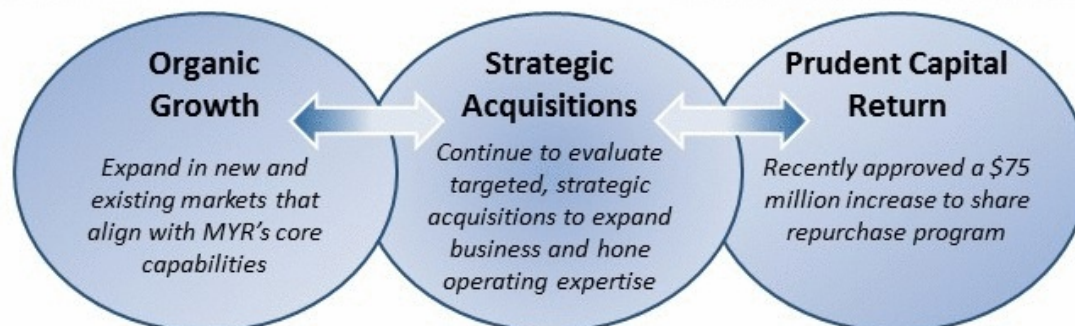 Organic
Growth
Expand in new and
existing markets that
align with MYR's core
capabilities
Strategic
Acquisitions
Continue to evaluate
targeted, strategic
acquisitions to expand
business and hone
operating expertise
Prudent Capital
Return
Recently approved a $75
million increase to share
repurchase program